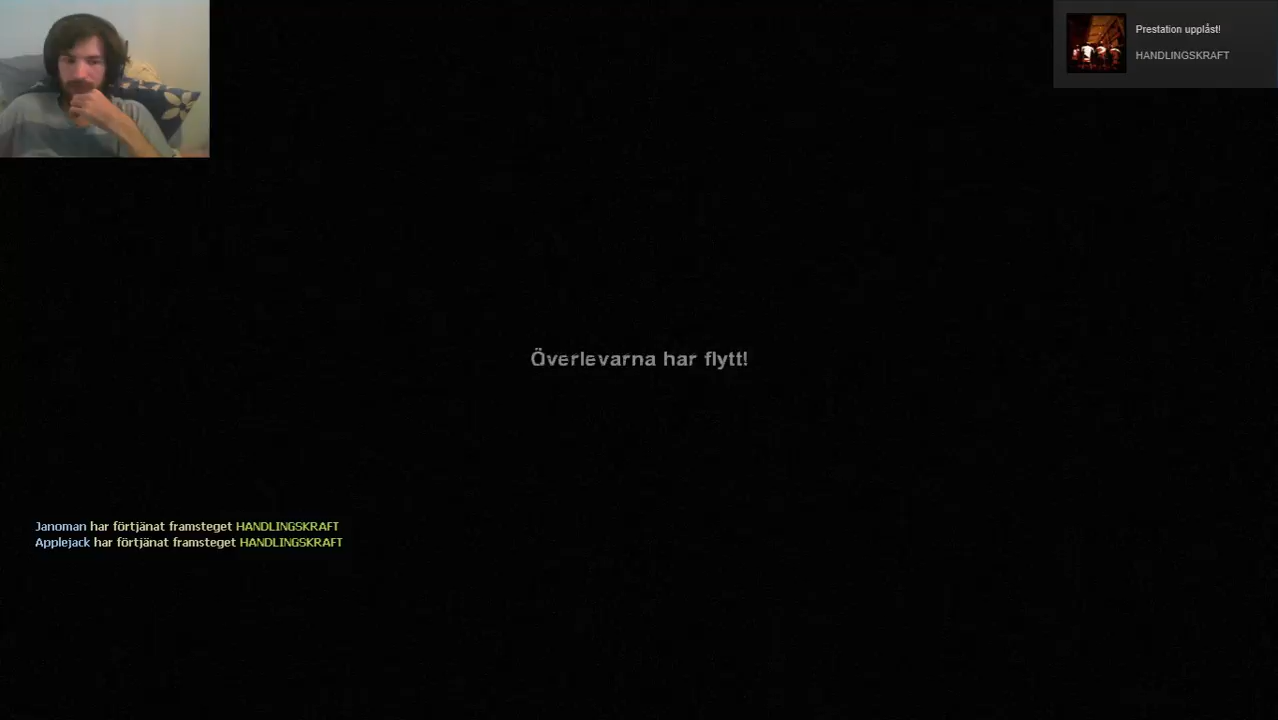 Prestation upplåst!
HANDLINGSKRAFT
Överlevarna har flytt!
Janoman har förtjänat framsteget HANDLINGSKRAFT
Applejack har förtjänat framsteget HANDLINGSKRAFT